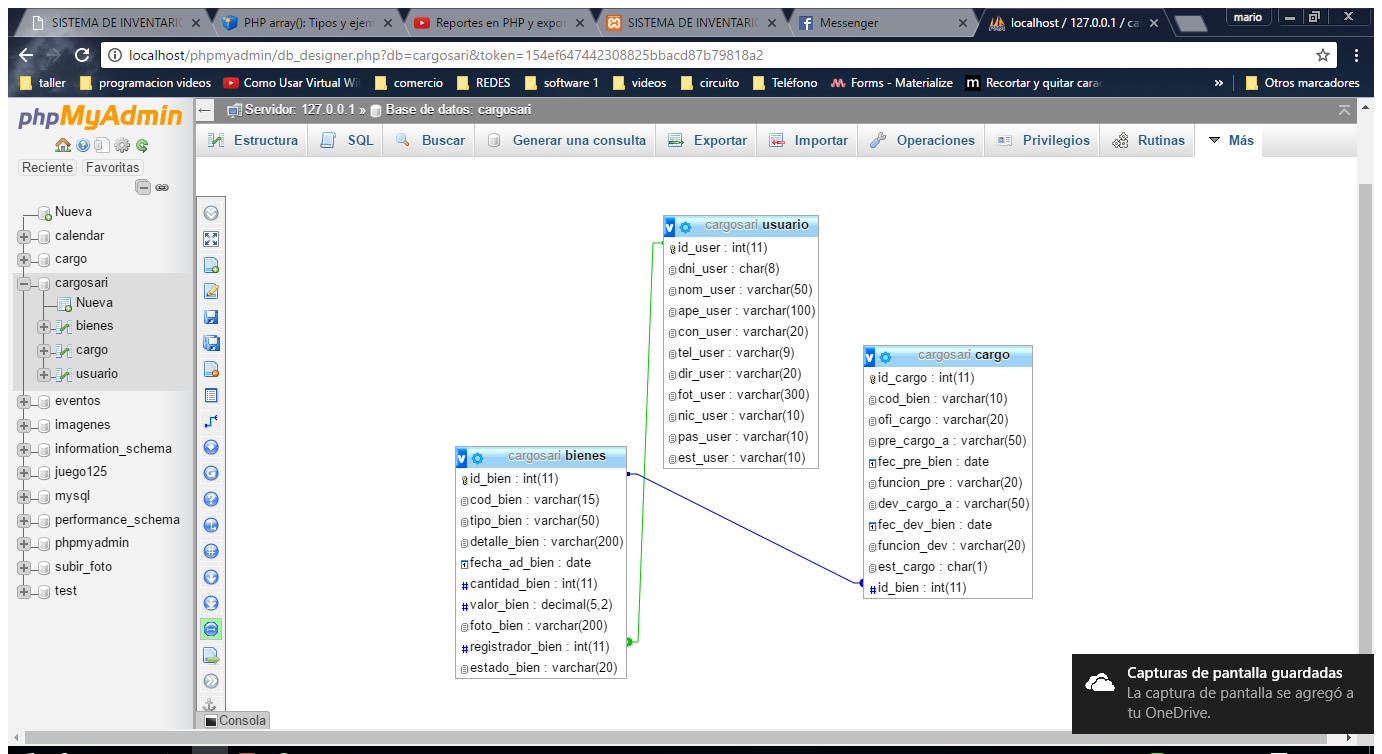 SISTEMA DE INVENTARIO
PHP array(): Tipos y ejem
Reportes en PHP y expor
SISTEMA DE INVENTARIO
Messenger
localhost / 127.0.0.1 / ca
mario
localhost/phpmyadmin/db_designer.php?db=cargosari&token=154ef647442308825bbacd87b79818a2
taller
programacion videos
Como Usar Virtual Wi
comercio
REDES
software 1
videos
circuito
Teléfono
Forms - Materialize
Recortar y quitar cara
»
Otros marcadores
phpMyAdmin
Reciente
Favoritas
Nueva
calendar
cargo
cargosari
Nueva
bienes
cargo
usuario
eventos
imagenes
information_schema
juego125
mysql
performance_schema
phpmyadmin
subir_foto
test
Servidor: 127.0.0.1 » Base de datos: cargosari
Estructura
SQL
Buscar
Generar una consulta
Exportar
Importar
Operaciones
Privilegios
Rutinas
Más
cargosari usuario
id_user : int(11)
dni_user : char(8)
nom_user : varchar(50)
ape_user : varchar(100)
con_user : varchar(20)
tel_user : varchar(9)
dir_user : varchar(20)
fot_user : varchar(300)
nic_user : varchar(10)
pas_user : varchar(10)
est_user : varchar(10)
cargosari cargo
id_cargo : int(11)
cod_bien : varchar(10)
ofi_cargo : varchar(20)
pre_cargo_a : varchar(50)
fec_pre_bien : date
funcion_pre : varchar(20)
dev_cargo_a : varchar(50)
fec_dev_bien : date
funcion_dev : varchar(20)
est_cargo : char(1)
id_bien : int(11)
cargosari bienes
id_bien : int(11)
cod_bien : varchar(15)
tipo_bien : varchar(50)
detalle_bien : varchar(200)
fecha_ad_bien : date
cantidad_bien : int(11)
valor_bien : decimal(5,2)
foto_bien : varchar(200)
registrador_bien : int(11)
estado_bien : varchar(20)
Consola
Capturas de pantalla guardadas
La captura de pantalla se agregó a
tu OneDrive.